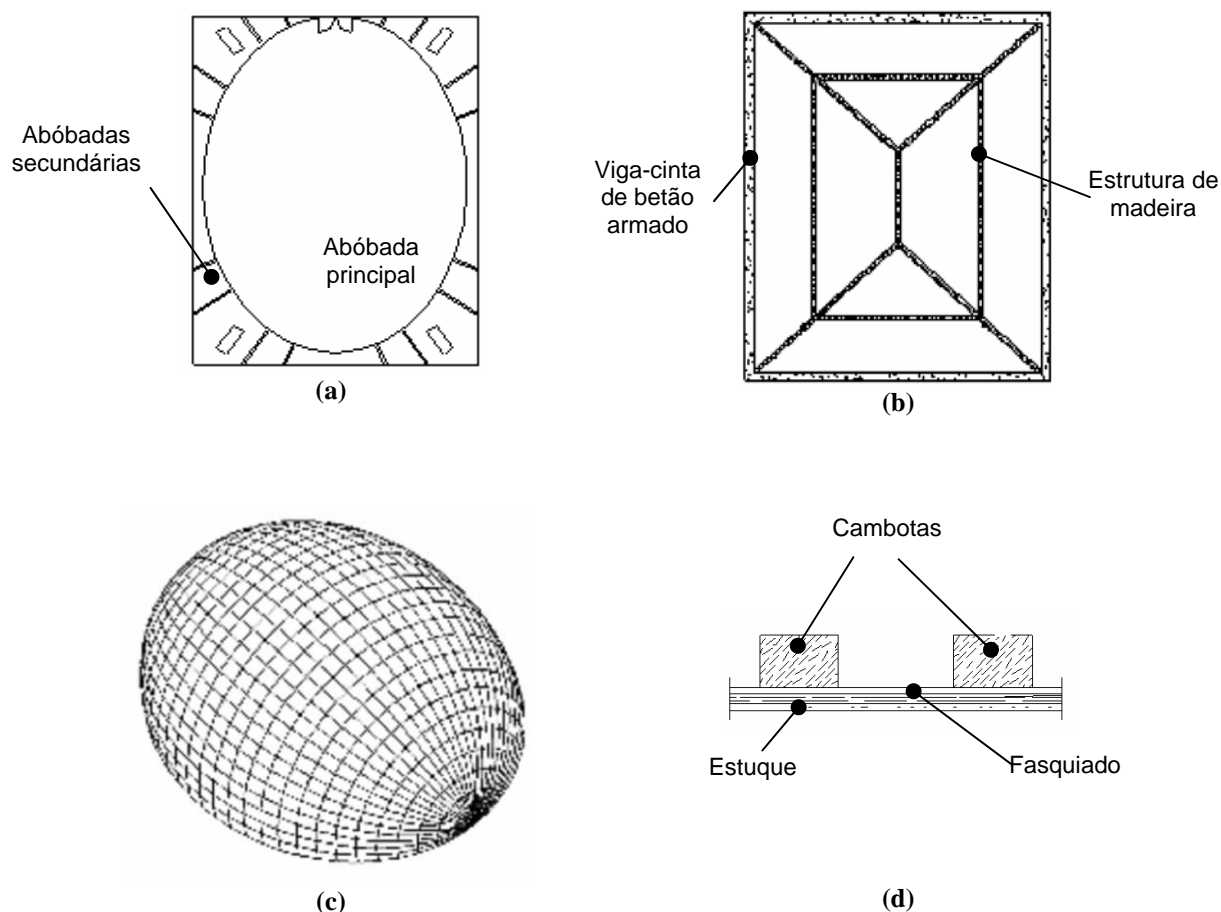 Abóbadas
secundárias
Abóbada
principal
(a)
Viga-cinta
de betão
armado
Estrutura de
madeira
(b)
(c)
Cambotas
Estuque
Fasquiado
(d)